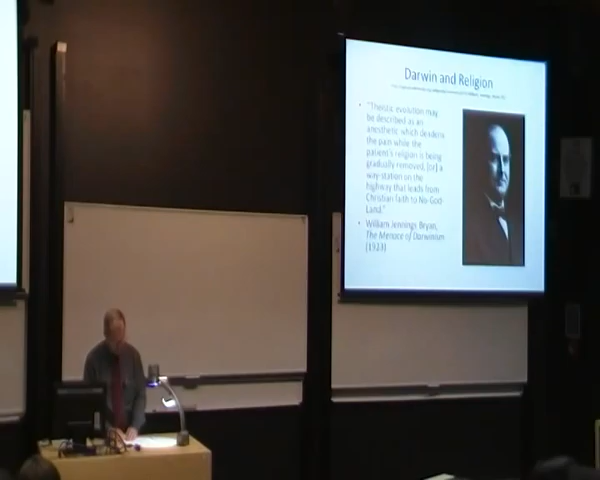 Darwin and Religion
• "Theistic evolution may
be described as an
anesthetic which deadens
the pain while the
patient's religion is being
gradually removed, [or] a
way-station on the
highway that leads from
Christian faith to No-God-
Land."
• William Jennings Bryan,
The Menace of Darwinism
(1923)